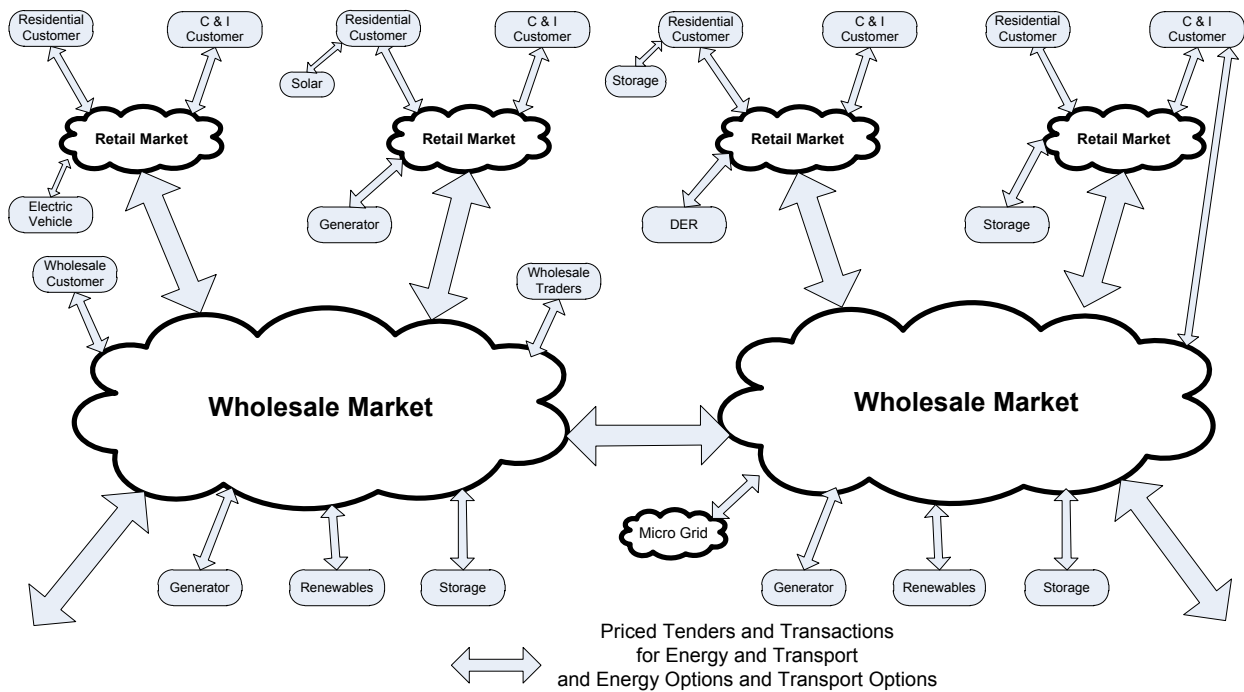 Residential
Customer
C & I
Customer
Residential
Customer
C & I
Customer
Residential
Customer
C & I
Customer
Residential
Customer
C & I
Customer
Solar
Storage
Retail Market
Retail Market
Retail Market
Retail Market
Electric
Vehicle
Generator
DER
Storage
Wholesale
Customer
Wholesale
Traders
Wholesale Market
Wholesale Market
Micro Grid
Generator
Renewables
Storage
Generator
Renewables
Storage
Priced Tenders and Transactions
for Energy and Transport
and Energy Options and Transport Options